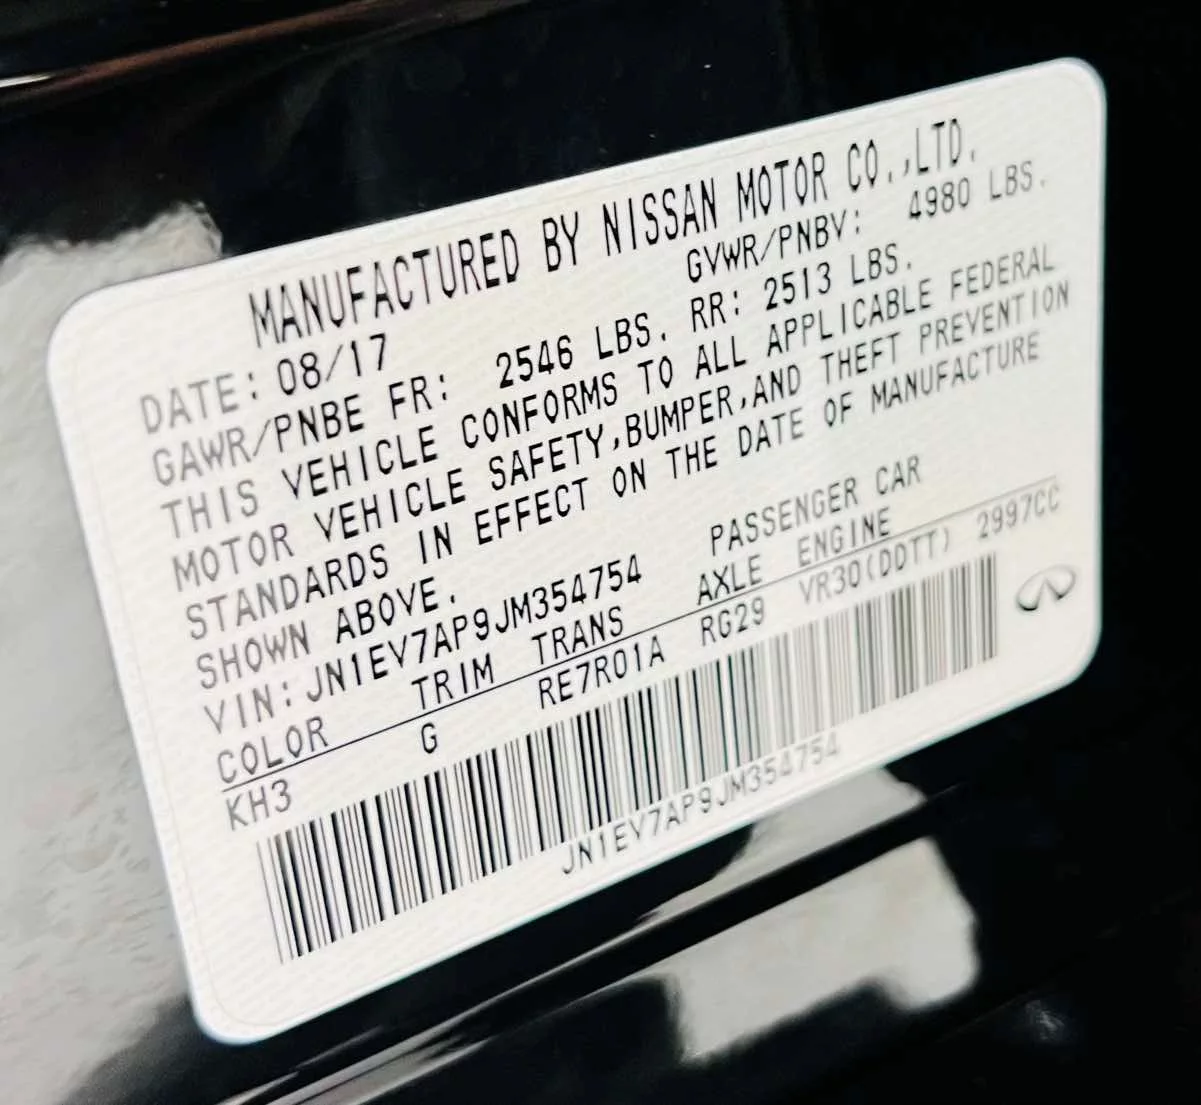 MANUFACTURED BY NISSAN MOTOR CO.,LTD.
DATE: 08/17 GVWR/PNBV: 4980 LBS.
GAWR/PNBE FR: 2546 LBS. RR: 2513 LBS.
THIS VEHICLE CONFORMS TO ALL APPLICABLE FEDERAL
MOTOR VEHICLE SAFETY,BUMPER,AND THEFT PREVENTION
STANDARDS IN EFFECT ON THE DATE OF MANUFACTURE
SHOWN ABOVE.
VIN: JN1EV7AP9JM354754 PASSENGER CAR
COLOR TRIM TRANS AXLE ENGINE
KH3 G RE7R01A RG29 VR30(DDTT) 2997CC
JN1EV7AP9JM354754